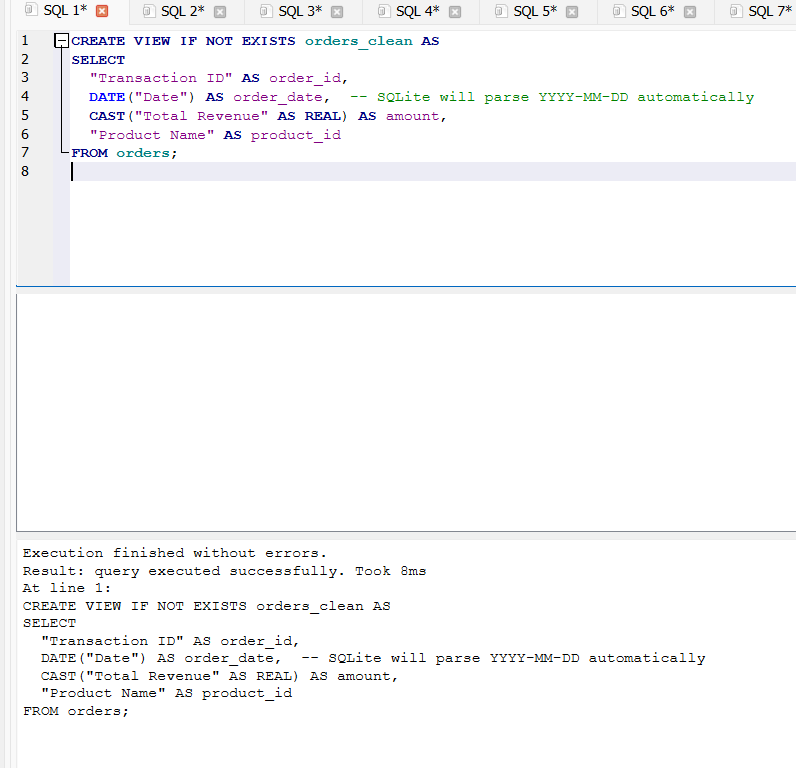 SQL 1* SQL 2* SQL 3* SQL 4* SQL 5* SQL 6* SQL 7*
1 CREATE VIEW IF NOT EXISTS orders_clean AS
2 SELECT
3 "Transaction ID" AS order_id,
4 DATE("Date") AS order_date,  -- SQLite will parse YYYY-MM-DD automatically
5 CAST("Total Revenue" AS REAL) AS amount,
6 "Product Name" AS product_id
7 FROM orders;
8
Execution finished without errors.
Result: query executed successfully. Took 8ms
At line 1:
CREATE VIEW IF NOT EXISTS orders_clean AS
SELECT
"Transaction ID" AS order_id,
DATE("Date") AS order_date,  -- SQLite will parse YYYY-MM-DD automatically
CAST("Total Revenue" AS REAL) AS amount,
"Product Name" AS product_id
FROM orders;